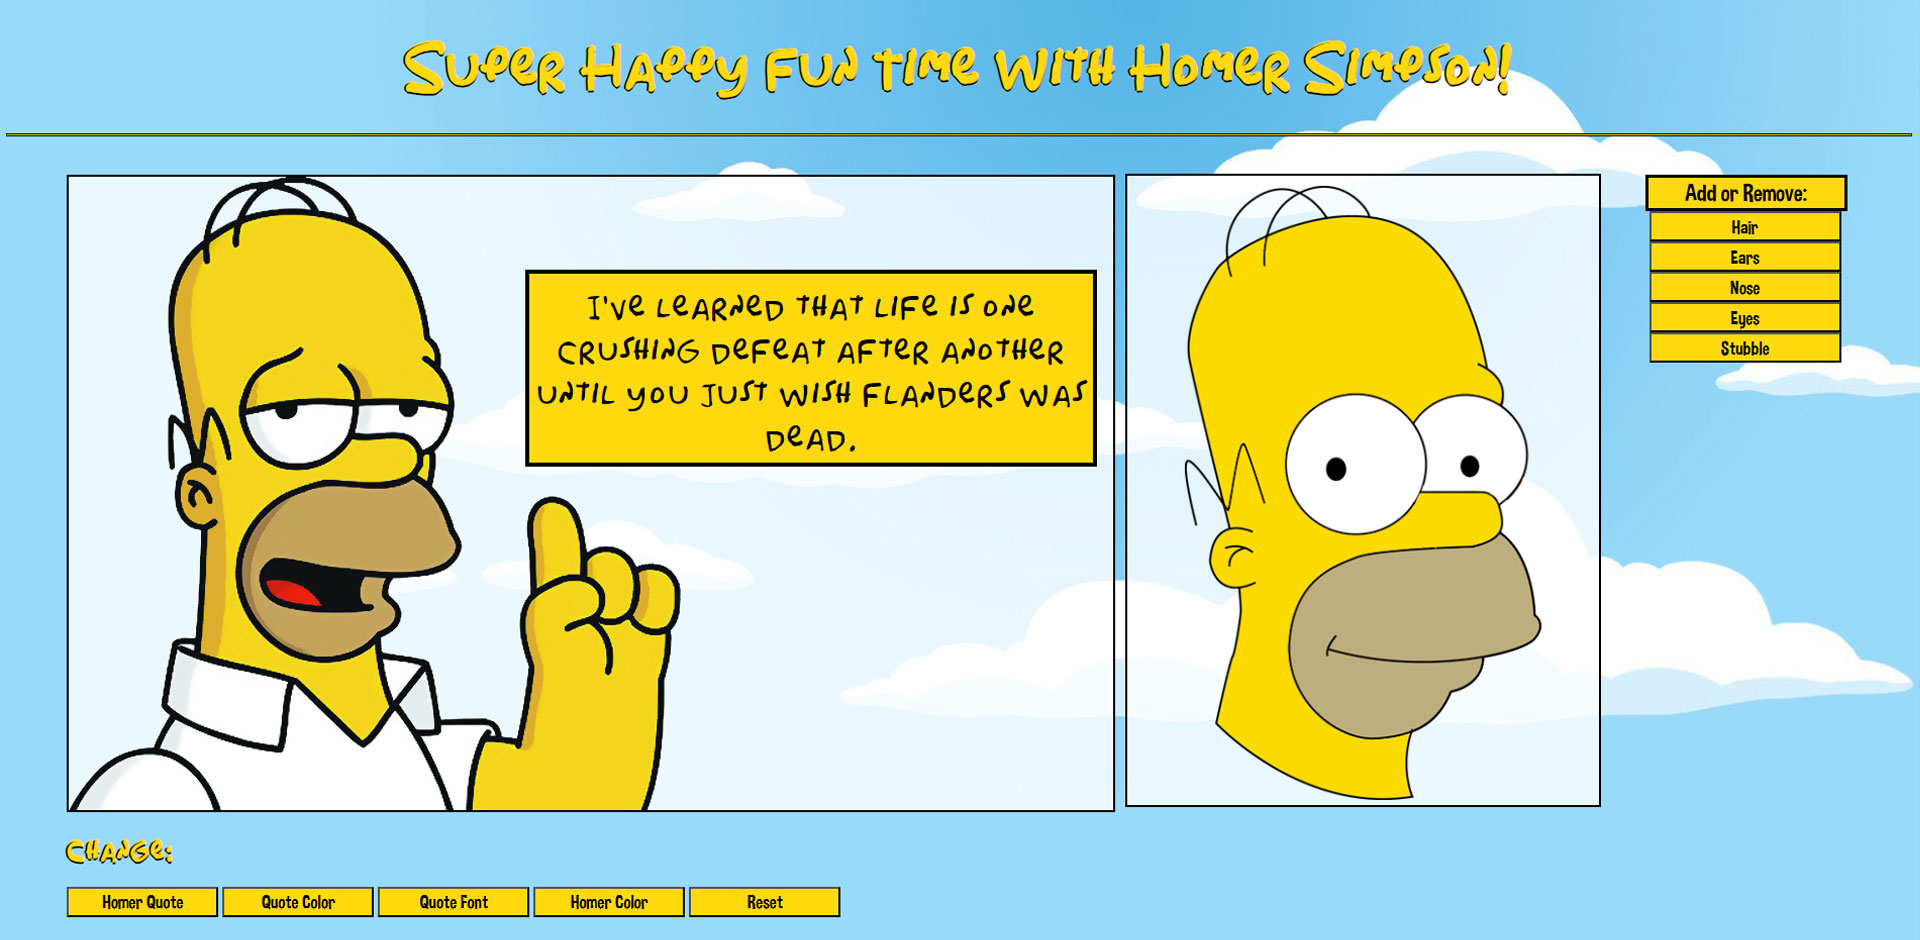 Super Happy Fun Time With Homer Simpson!
I've learned that life is one
crushing defeat after another
until you just wish Flanders was
dead.
Add or Remove:
Hair
Ears
Nose
Eyes
Stubble
Change:
Homer Quote
Quote Color
Quote Font
Homer Color
Reset